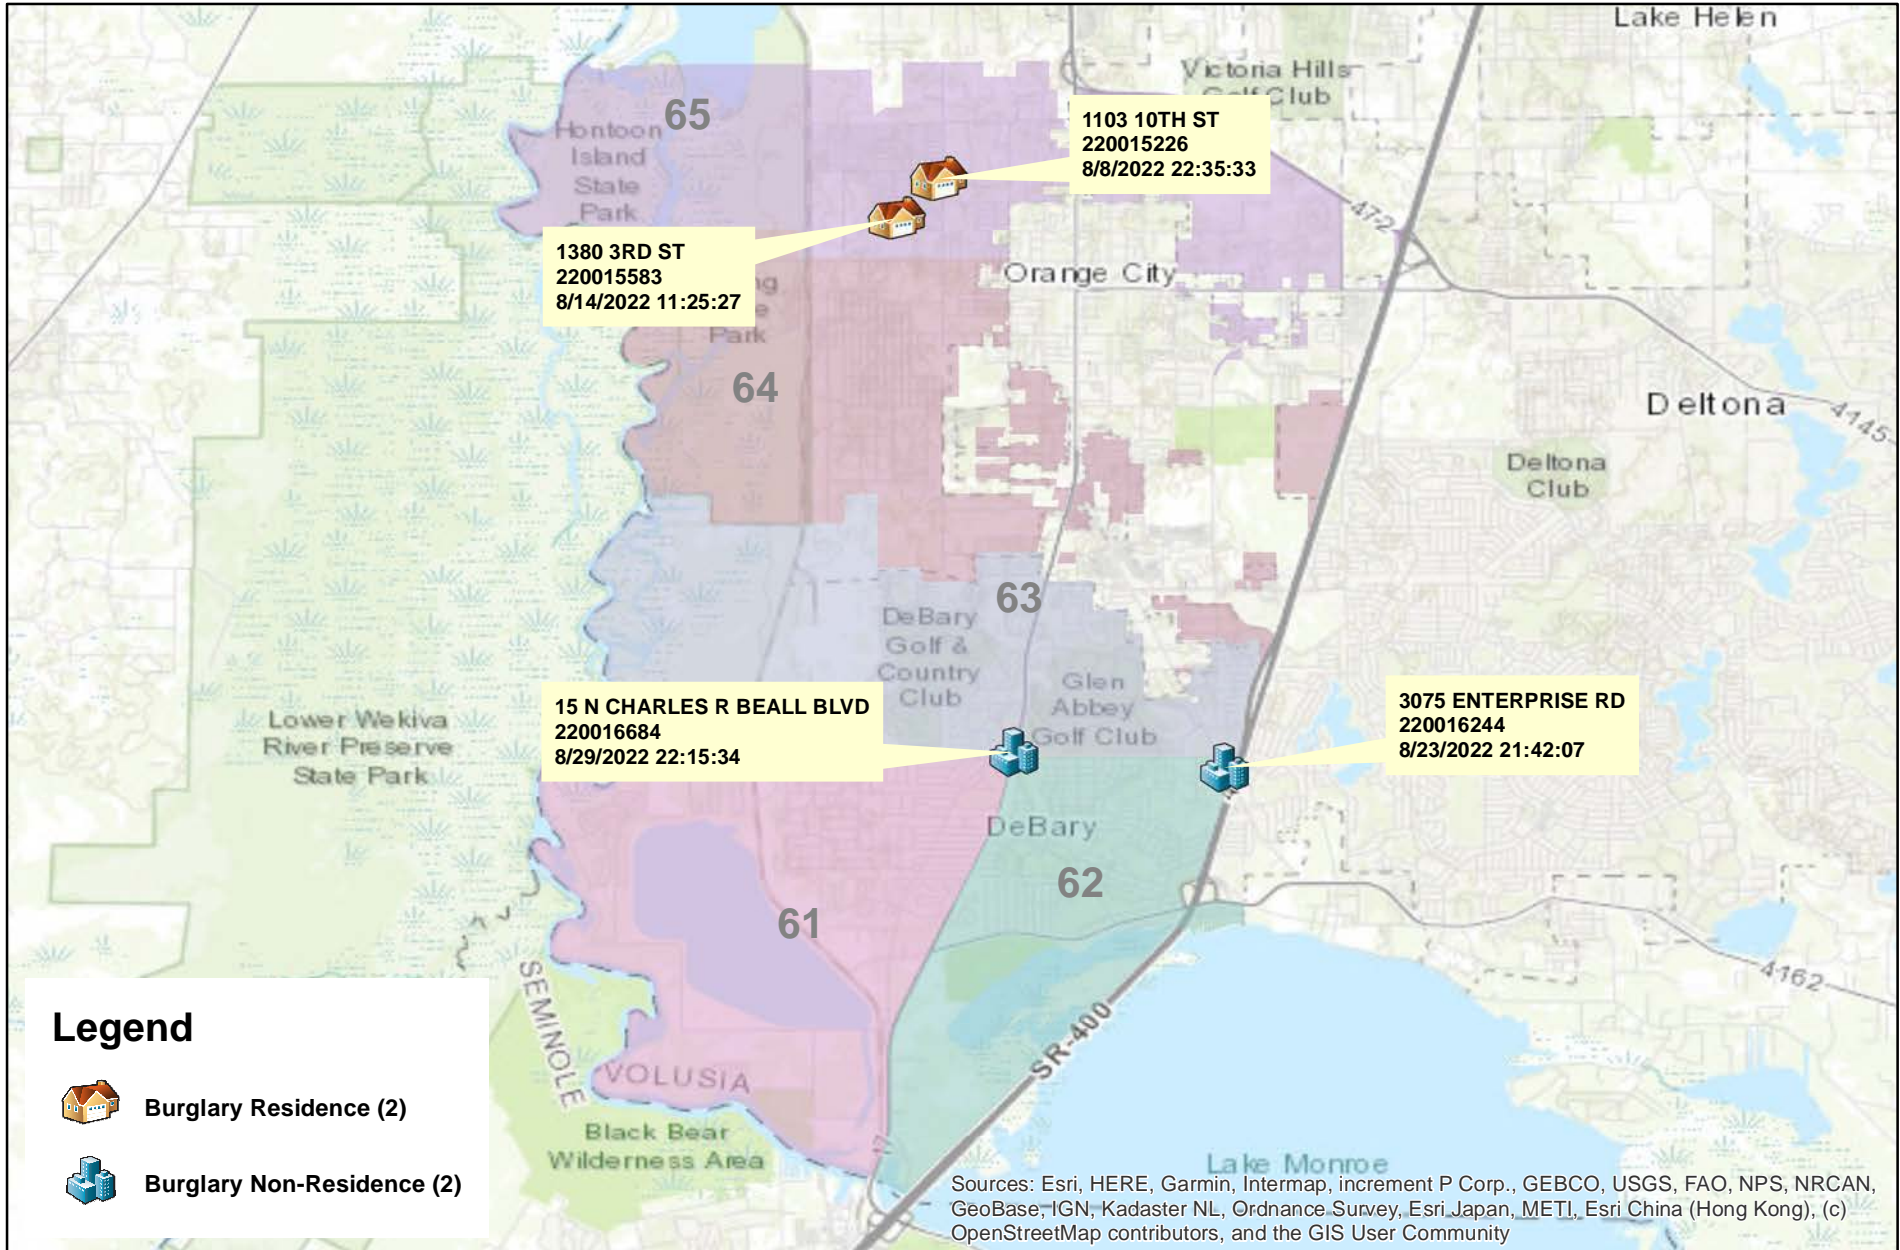 Lake Helen
Victoria Hills
Golf Club
65
Hontoon
Island
State
Park
1103 10TH ST
220015226
8/8/2022 22:35:33
472
1380 3RD ST
220015583
8/14/2022 11:25:27
Orange City
Park
64
Deltona
4145
Deltona
Club
63
DeBary
Golf &
Country
Club
Glen
Abbey
Golf Club
15 N CHARLES R BEALL BLVD
220016684
8/29/2022 22:15:34
3075 ENTERPRISE RD
220016244
8/23/2022 21:42:07
Lower Wekiva
River Preserve
State Park
DeBary
62
61
4162
SEMINOLE
VOLUSIA
SR-400
Black Bear
Wilderness Area
17
Lake Monroe
Legend
Burglary Residence (2)
Burglary Non-Residence (2)
Sources: Esri, HERE, Garmin, Intermap, increment P Corp., GEBCO, USGS, FAO, NPS, NRCAN,
GeoBase, IGN, Kadaster NL, Ordnance Survey, Esri Japan, METI, Esri China (Hong Kong), (c)
OpenStreetMap contributors, and the GIS User Community